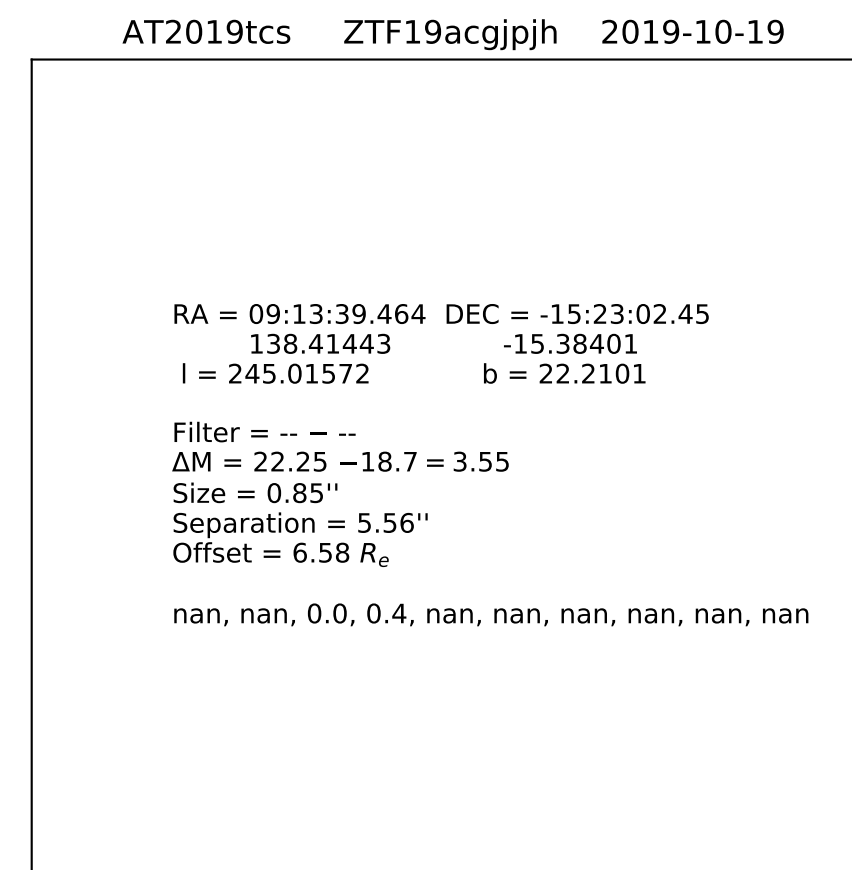 AT2019tcs ZTF19acgjpjh 2019-10-19
RA = 09:13:39.464 DEC = -15:23:02.45
138.41443 -15.38401
l = 245.01572 b = 22.2101
Filter = -- − --
ΔM = 22.25 −18.7 = 3.55
Size = 0.85''
Separation = 5.56''
Offset = 6.58 Re
nan, nan, 0.0, 0.4, nan, nan, nan, nan, nan, nan